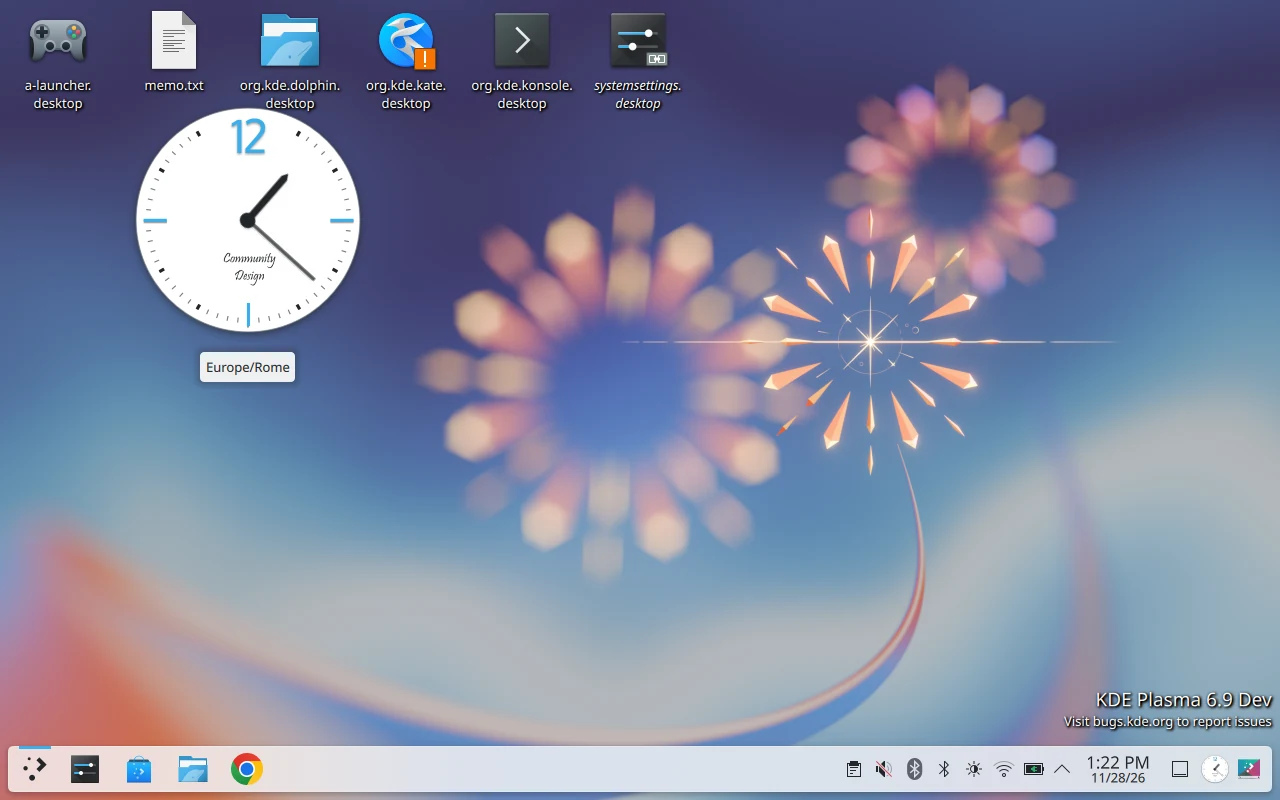 a-launcher.
desktop
memo.txt
org.kde.dolphin.
desktop
org.kde.kate.
desktop
org.kde.konsole.
desktop
systemsettings.
desktop
12
Community
Design
Europe/Rome
KDE Plasma 6.9 Dev
Visit bugs.kde.org to report issues
1:22 PM
11/28/26